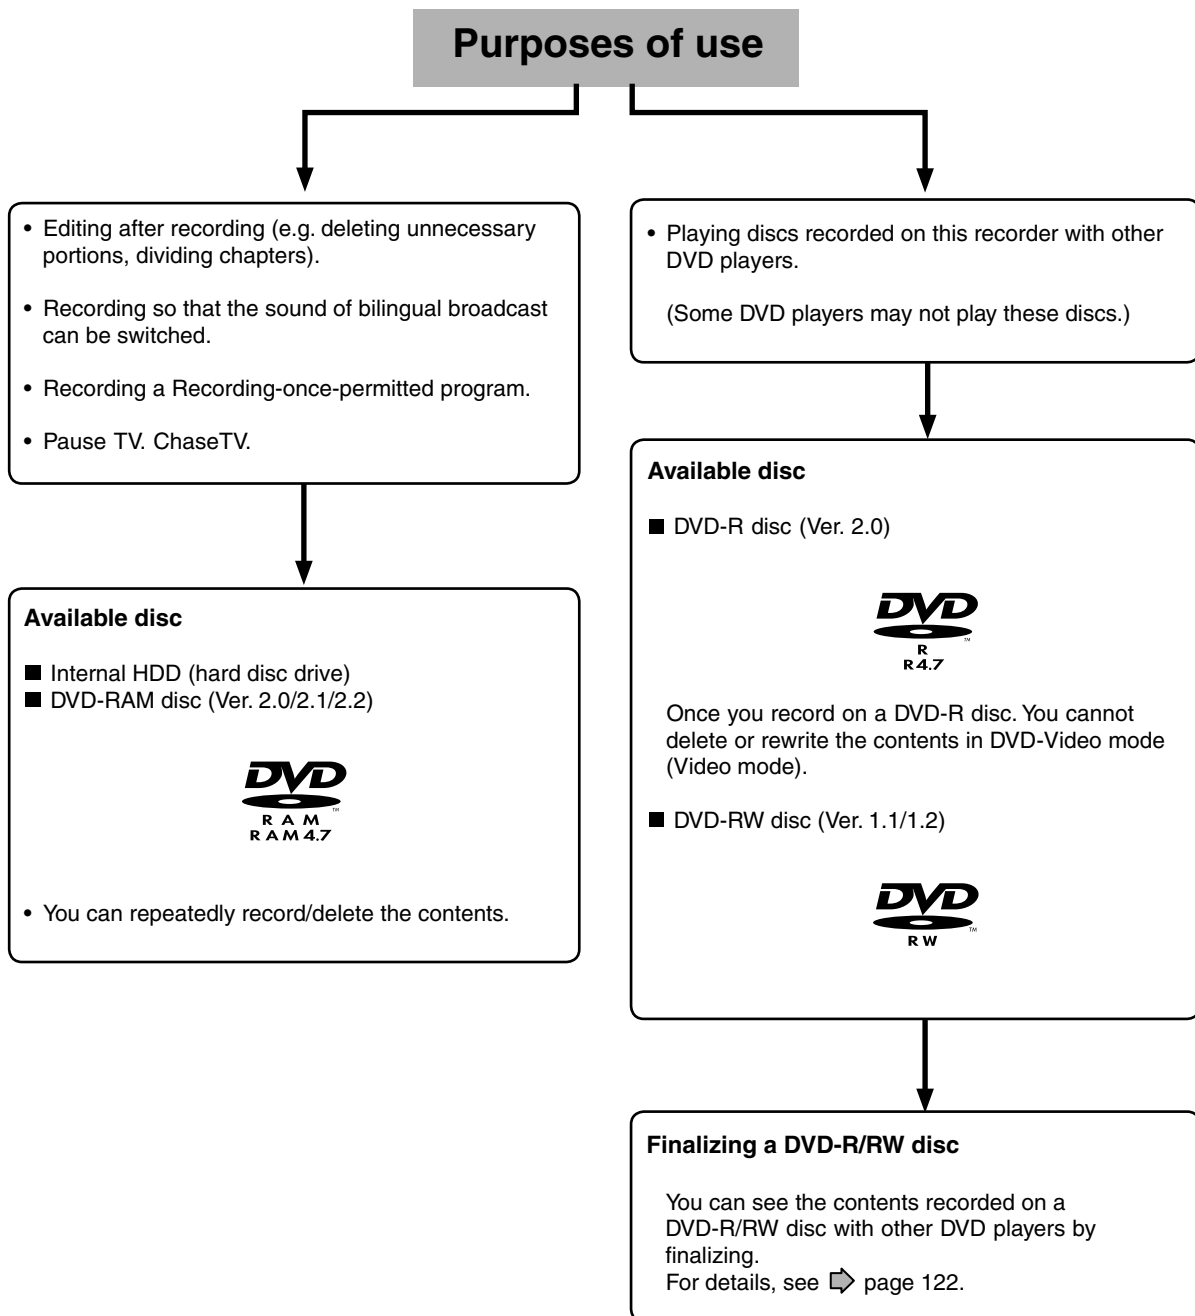 Purposes of use
• Editing after recording (e.g. deleting unnecessary
portions, dividing chapters).
• Recording so that the sound of bilingual broadcast
can be switched.
• Recording a Recording-once-permitted program.
• Pause TV. ChaseTV.
Available disc
■ Internal HDD (hard disc drive)
■ DVD-RAM disc (Ver. 2.0/2.1/2.2)
DVD
TM
RAM
RAM4.7
• You can repeatedly record/delete the contents.
• Playing discs recorded on this recorder with other
DVD players.
(Some DVD players may not play these discs.)
Available disc
■ DVD-R disc (Ver. 2.0)
DVD
TM
R
R4.7
Once you record on a DVD-R disc. You cannot
delete or rewrite the contents in DVD-Video mode
(Video mode).
■ DVD-RW disc (Ver. 1.1/1.2)
DVD
TM
RW
Finalizing a DVD-R/RW disc
You can see the contents recorded on a
DVD-R/RW disc with other DVD players by
finalizing.
For details, see page 122.